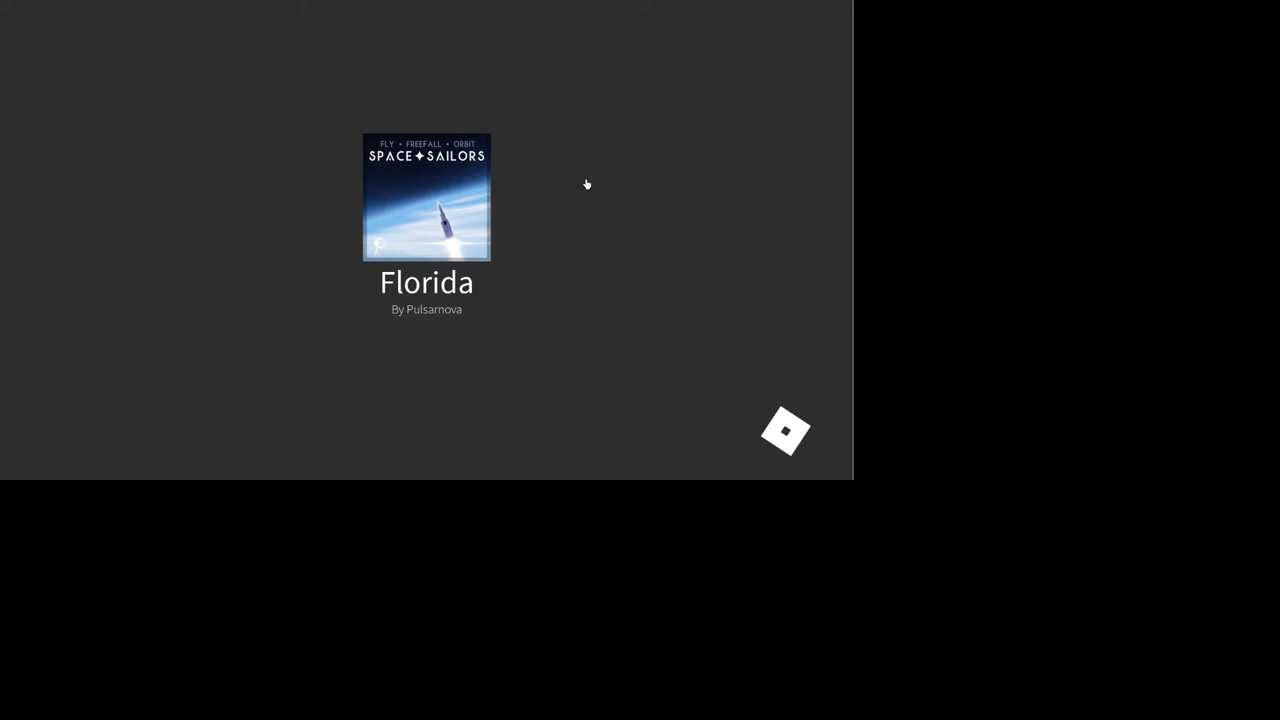 FLY • FREEFALL • ORBIT
SPACE✦SAILORS
Florida
By Pulsarnova